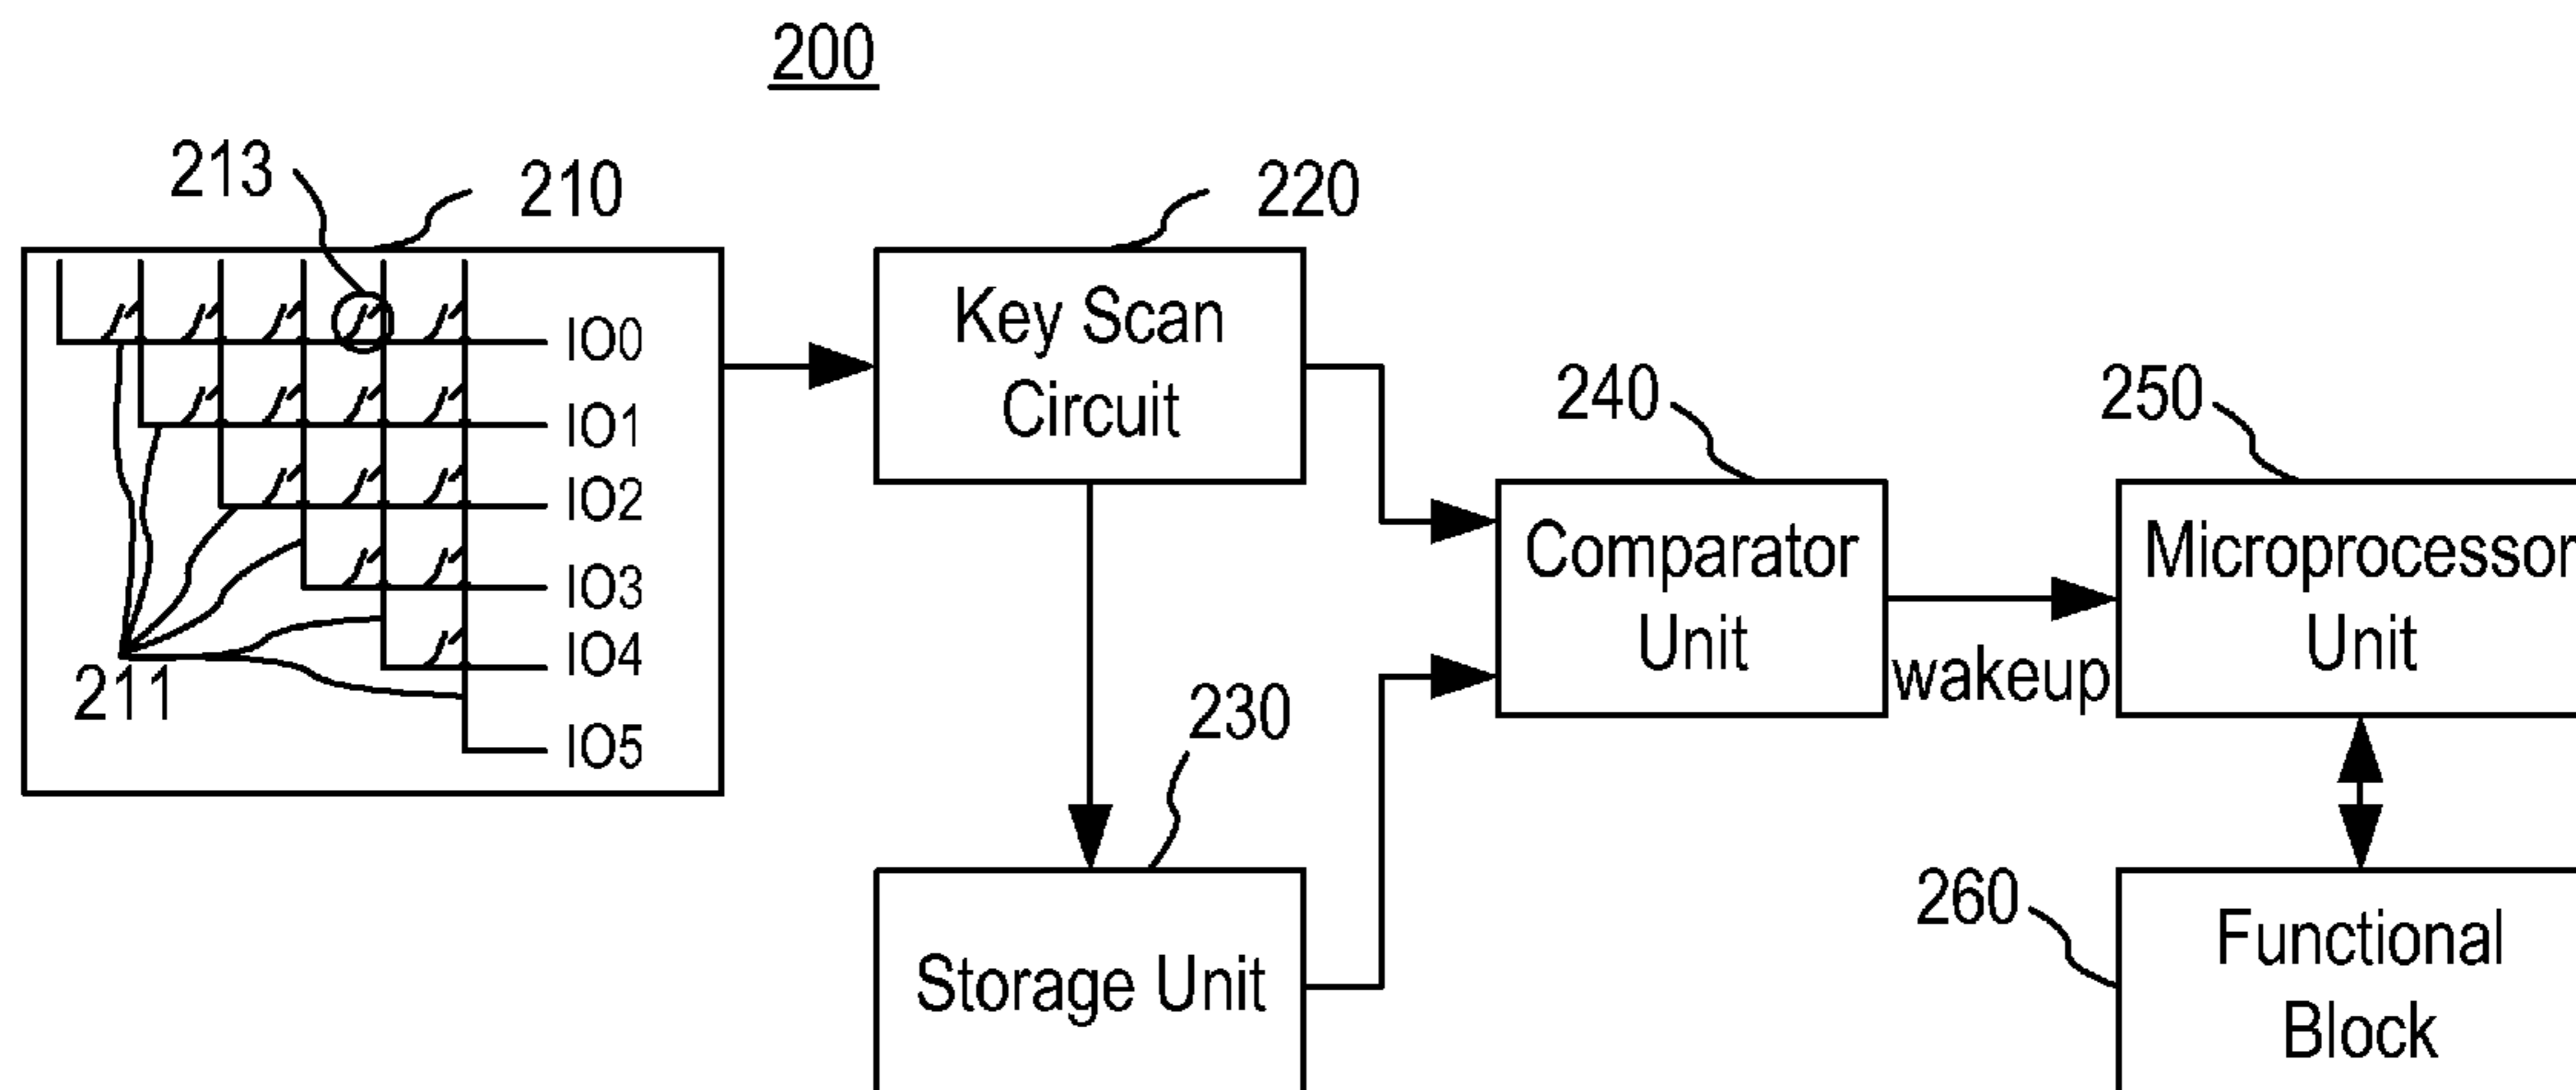 200
213
210
220
Key Scan
Circuit
IO0
IO1
IO2
IO3
IO4
IO5
211
240
Comparator
Unit
250
Microprocessor
Unit
wakeup
230
Storage Unit
260
Functional
Block